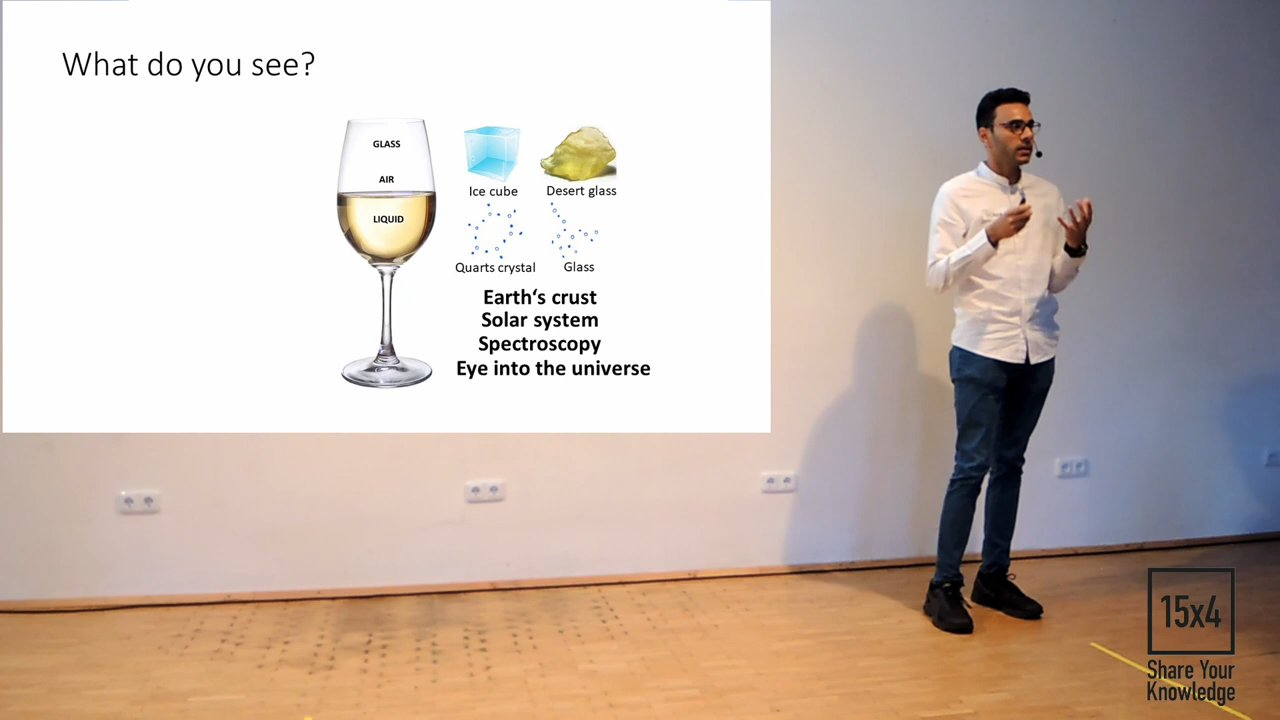 What do you see?
GLASS
AIR
LIQUID
Ice cube
Desert glass
Quarts crystal
Glass
Earth‘s crust
Solar system
Spectroscopy
Eye into the universe
15x4
Share Your
Knowledge